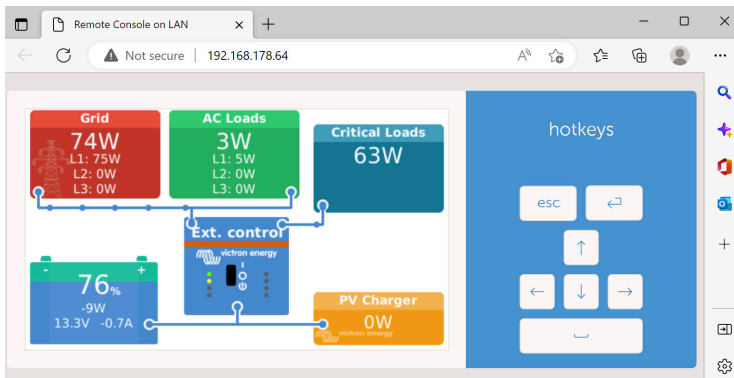 Remote Console on LAN
Not secure
192.168.178.64
Grid
74W
L1: 75W
L2: 0W
L3: 0W
AC Loads
3W
L1: 5W
L2: 0W
L3: 0W
Critical Loads
63W
Ext. control
victron energy
I
O
76%
-9W
13.3V -0.7A
PV Charger
0W
victron energy
hotkeys
esc